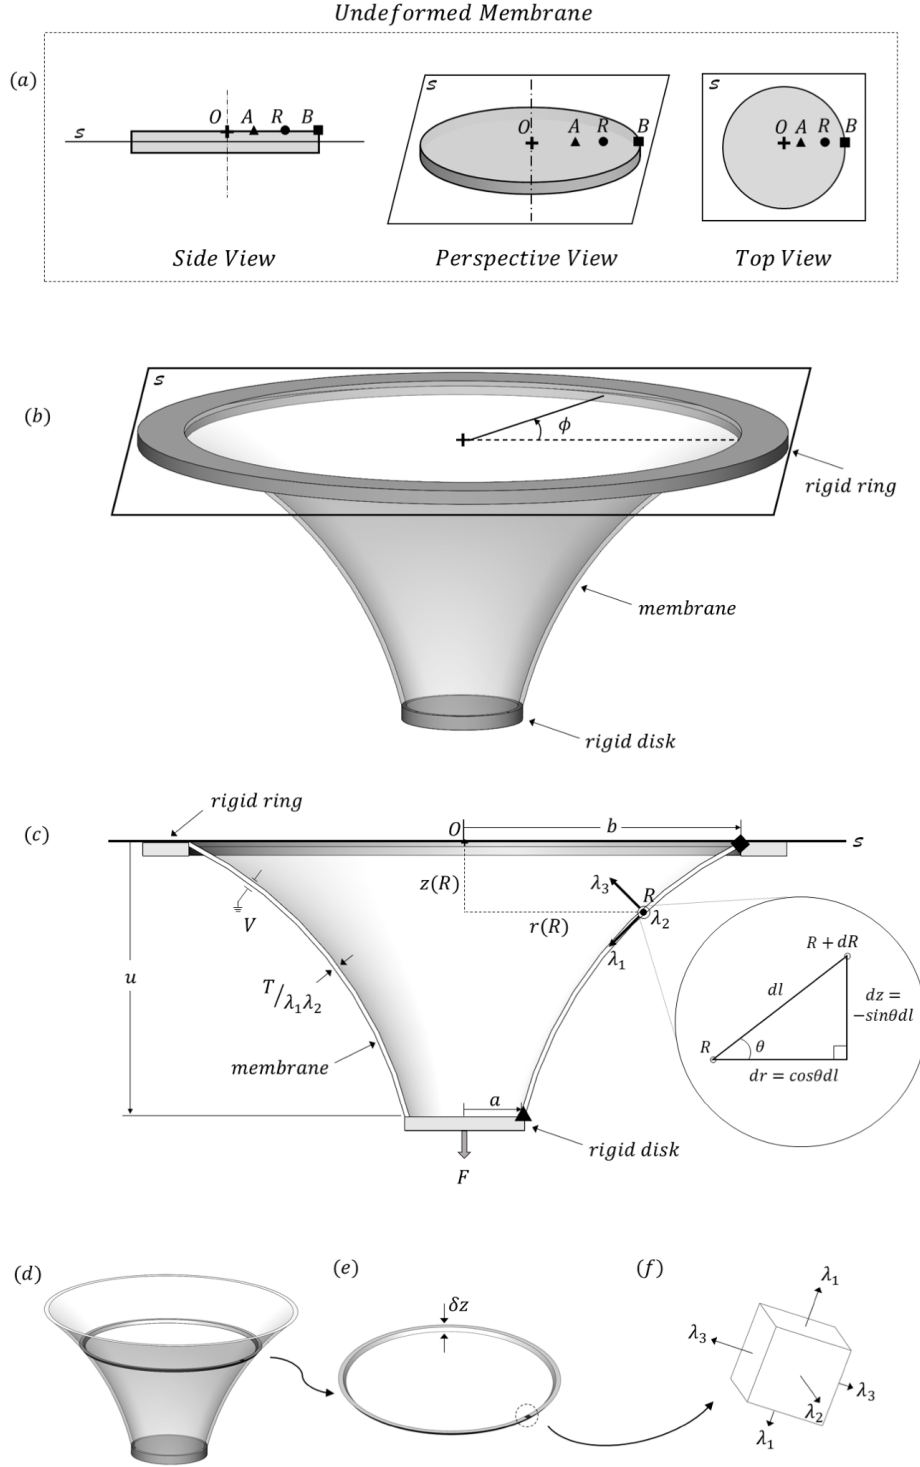 Undeformed Membrane
(a)
s
O A R B
s
O A R B
s
O A R B
Side View
Perspective View
Top View
(b)
s
ϕ
rigid ring
membrane
rigid disk
(c)
rigid ring
O
b
s
z(R)
λ₃
R
λ₂
r(R)
λ₁
V
u
T/λ₁λ₂
membrane
a
rigid disk
F
R + dR
dl
dz =
−sinθdl
R
θ
dr = cosθdl
(d)
(e)
δz
(f)
λ₁
λ₃
λ₃
λ₂
λ₁